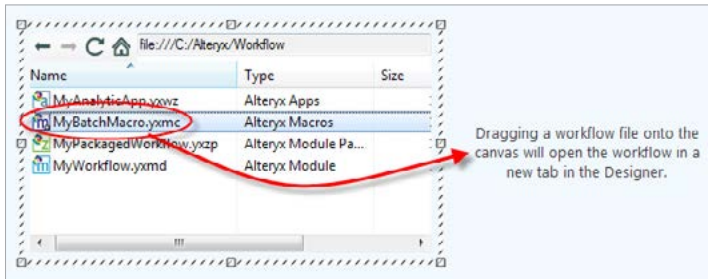 file:///C:/Alteryx/Workflow
Name Type Size
MyAnalyticApp.yxwz Alteryx Apps
MyBatchMacro.yxmc Alteryx Macros
MyPackagedWorkflow.yxzp Alteryx Module Pa...
MyWorkflow.yxmd Alteryx Module
Dragging a workflow file onto the
canvas will open the workflow in a
new tab in the Designer.